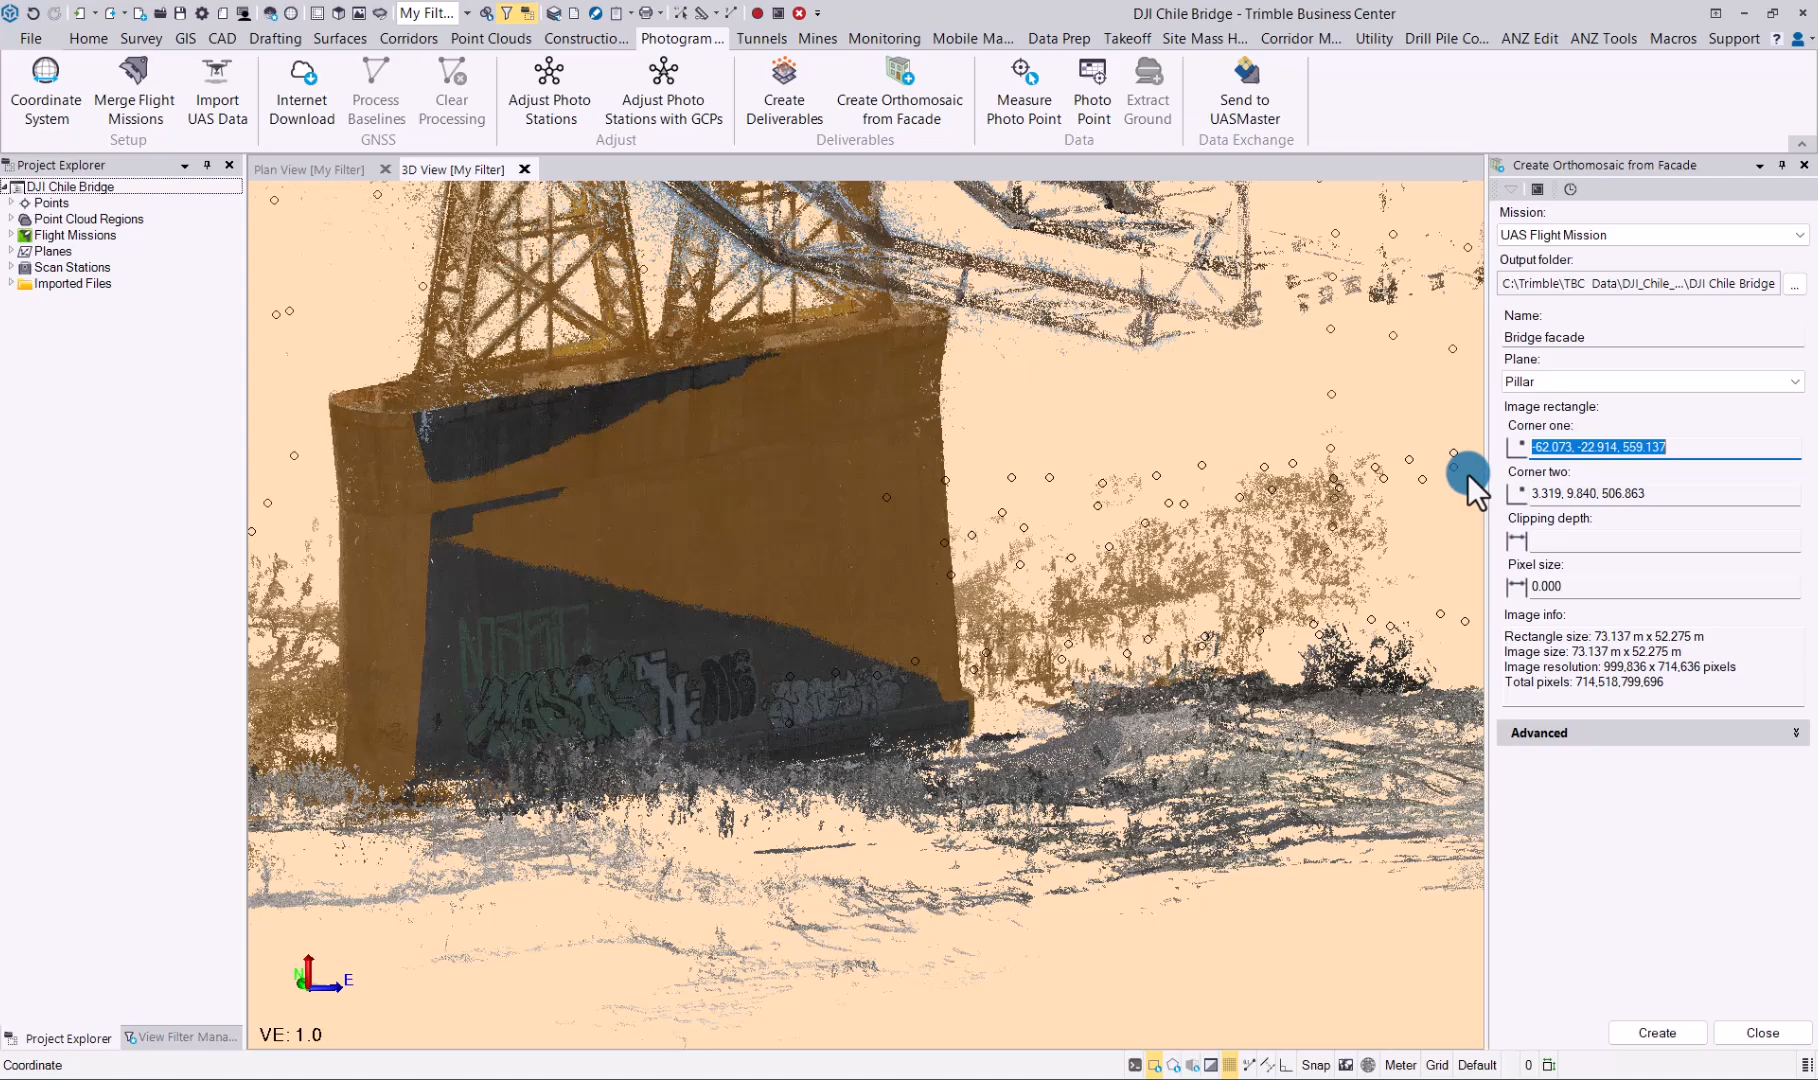 My Filt...
DJI Chile Bridge - Trimble Business Center
File Home Survey GIS CAD Drafting Surfaces Corridors Point Clouds Constructio... Photogram... Tunnels Mines Monitoring Mobile Ma... Data Prep Takeoff Site Mass H... Corridor M... Utility Drill Pile Co... ANZ Edit ANZ Tools Macros Support
Coordinate System
Merge Flight Missions
Import UAS Data
Setup
Internet Download
Process Baselines
Clear Processing
GNSS
Adjust Photo Stations
Adjust Photo Stations with GCPs
Adjust
Create Deliverables
Create Orthomosaic from Facade
Deliverables
Measure Photo Point
Photo Point
Extract Ground
Data
Send to UASMaster
Data Exchange
Project Explorer
DJI Chile Bridge
Points
Point Cloud Regions
Flight Missions
Planes
Scan Stations
Imported Files
Plan View [My Filter]
3D View [My Filter]
N
E
VE: 1.0
Create Orthomosaic from Facade
Mission:
UAS Flight Mission
Output folder:
C:\Trimble\TBC Data\DJI_Chile_...\DJI Chile Bridge
...
Name:
Bridge facade
Plane:
Pillar
Image rectangle:
Corner one:
-62.073, -22.914, 559.137
Corner two:
3.319, 9.840, 506.863
Clipping depth:
Pixel size:
0.000
Image info:
Rectangle size: 73.137 m x 52.275 m
Image size: 73.137 m x 52.275 m
Image resolution: 999,836 x 714,636 pixels
Total pixels: 714,518,799,696
Advanced
Create
Close
Project Explorer
View Filter Mana...
Coordinate
Snap
Meter
Grid
Default
0